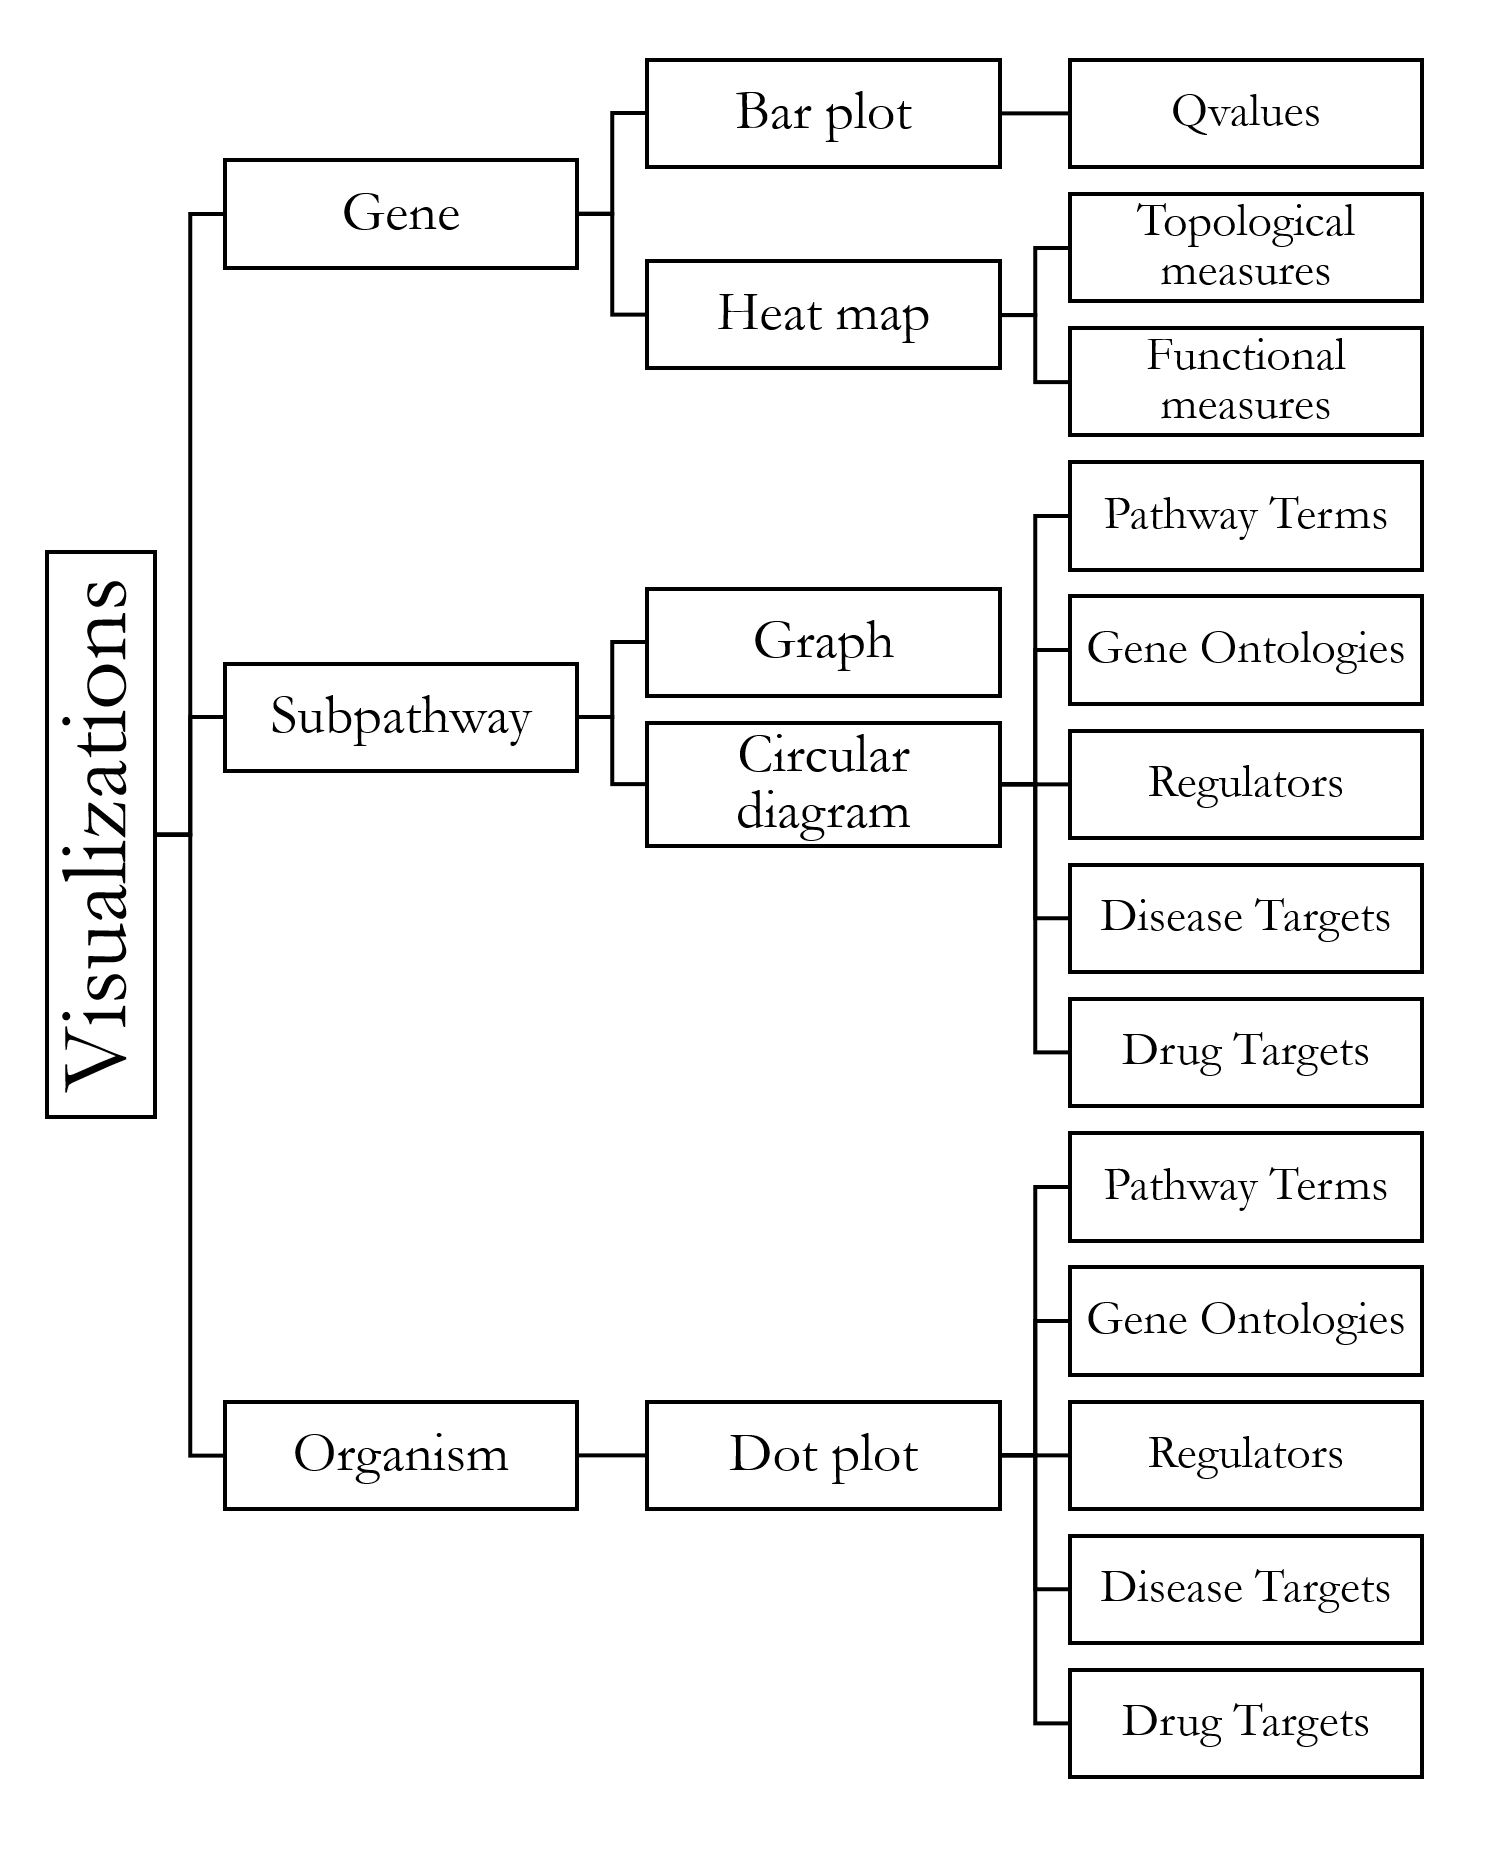 Visualizations
Gene
Bar plot
Qvalues
Heat map
Topological
measures
Functional
measures
Subpathway
Graph
Circular
diagram
Pathway Terms
Gene Ontologies
Regulators
Disease Targets
Drug Targets
Organism
Dot plot
Pathway Terms
Gene Ontologies
Regulators
Disease Targets
Drug Targets